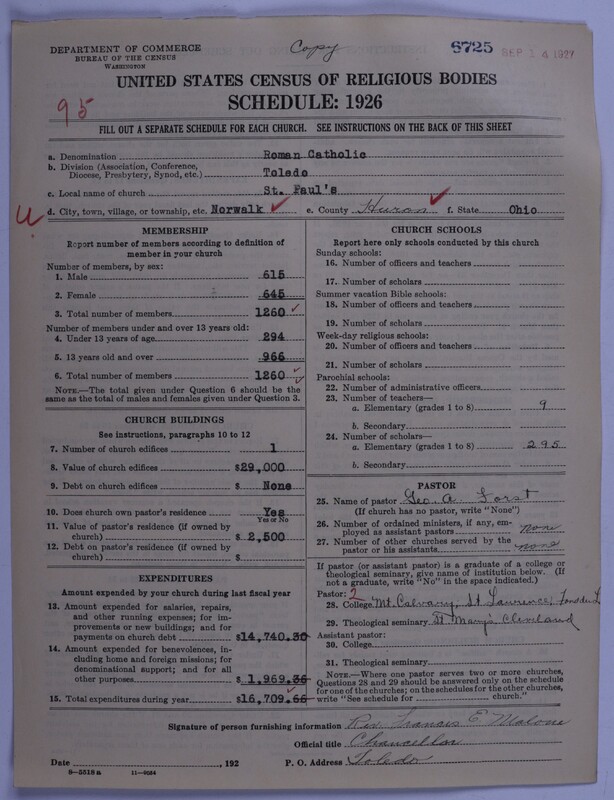 DEPARTMENT OF COMMERCE
BUREAU OF THE CENSUS
WASHINGTON
Copy
6725 SEP 14 1927
UNITED STATES CENSUS OF RELIGIOUS BODIES
SCHEDULE: 1926
95
FILL OUT A SEPARATE SCHEDULE FOR EACH CHURCH. SEE INSTRUCTIONS ON THE BACK OF THIS SHEET
a. Denomination Roman Catholic
b. Division (Association, Conference, Diocese, Presbytery, Synod, etc.) Toledo
c. Local name of church St. Paul's
d. City, town, village, or township, etc. Norwalk e. County Huron f. State Ohio
MEMBERSHIP
Report number of members according to definition of
member in your church
Number of members, by sex:
1. Male 615
2. Female 645
3. Total number of members 1260
Number of members under and over 13 years old:
4. Under 13 years of age 294
5. 13 years old and over 966
6. Total number of members 1260
NOTE.—The total given under Question 6 should be
same as the total of males and females given under Question 3.
CHURCH BUILDINGS
See instructions, paragraphs 10 to 12
7. Number of church edifices 1
8. Value of church edifices $29,000
9. Debt on church edifices $ None
10. Does church own pastor's residence Yes
Yes or No
11. Value of pastor's residence (if owned by
church) $ 2,500
12. Debt on pastor's residence (if owned by
church) $
EXPENDITURES
Amount expended by your church during last fiscal year
13. Amount expended for salaries, repairs,
and other running expenses; for im-
provements or new buildings; and for
payments on church debt $14,740.30
14. Amount expended for benevolences, in-
cluding home and foreign missions; for
denominational support; and for all
other purposes $ 1,969.36
15. Total expenditures during year $16,709.66
CHURCH SCHOOLS
Report here only schools conducted by this church
Sunday schools:
16. Number of officers and teachers
17. Number of scholars
Summer vacation Bible schools:
18. Number of officers and teachers
19. Number of scholars
Week-day religious schools:
20. Number of officers and teachers
21. Number of scholars
Parochial schools:
22. Number of administrative officers
23. Number of teachers—
a. Elementary (grades 1 to 8) 9
b. Secondary
24. Number of scholars—
a. Elementary (grades 1 to 8) 295
b. Secondary
PASTOR
25. Name of pastor Geo. A. Forst
(If church has no pastor, write "None")
26. Number of ordained ministers, if any, em-
ployed as assistant pastors none
27. Number of other churches served by the
pastor or his assistants none
If pastor (or assistant pastor) is a graduate of a college or
theological seminary, give name of institution below. (If
not a graduate, write "No" in the space indicated.)
Pastor: 2
28. College Mt. Calvary, St Lawrence,
29. Theological seminary St Mary's Cleveland
Assistant pastor:
30. College
31. Theological seminary
NOTE.—Where one pastor serves two or more churches,
Questions 28 and 29 should be answered only on the schedule
for one of the churches; on the schedules for the other churches,
write "See schedule for church."
Signature of person furnishing information Rev. Francis E. Malone
Official title Chancellor
Date , 192 P. O. Address Toledo
8—5518a 11—9064